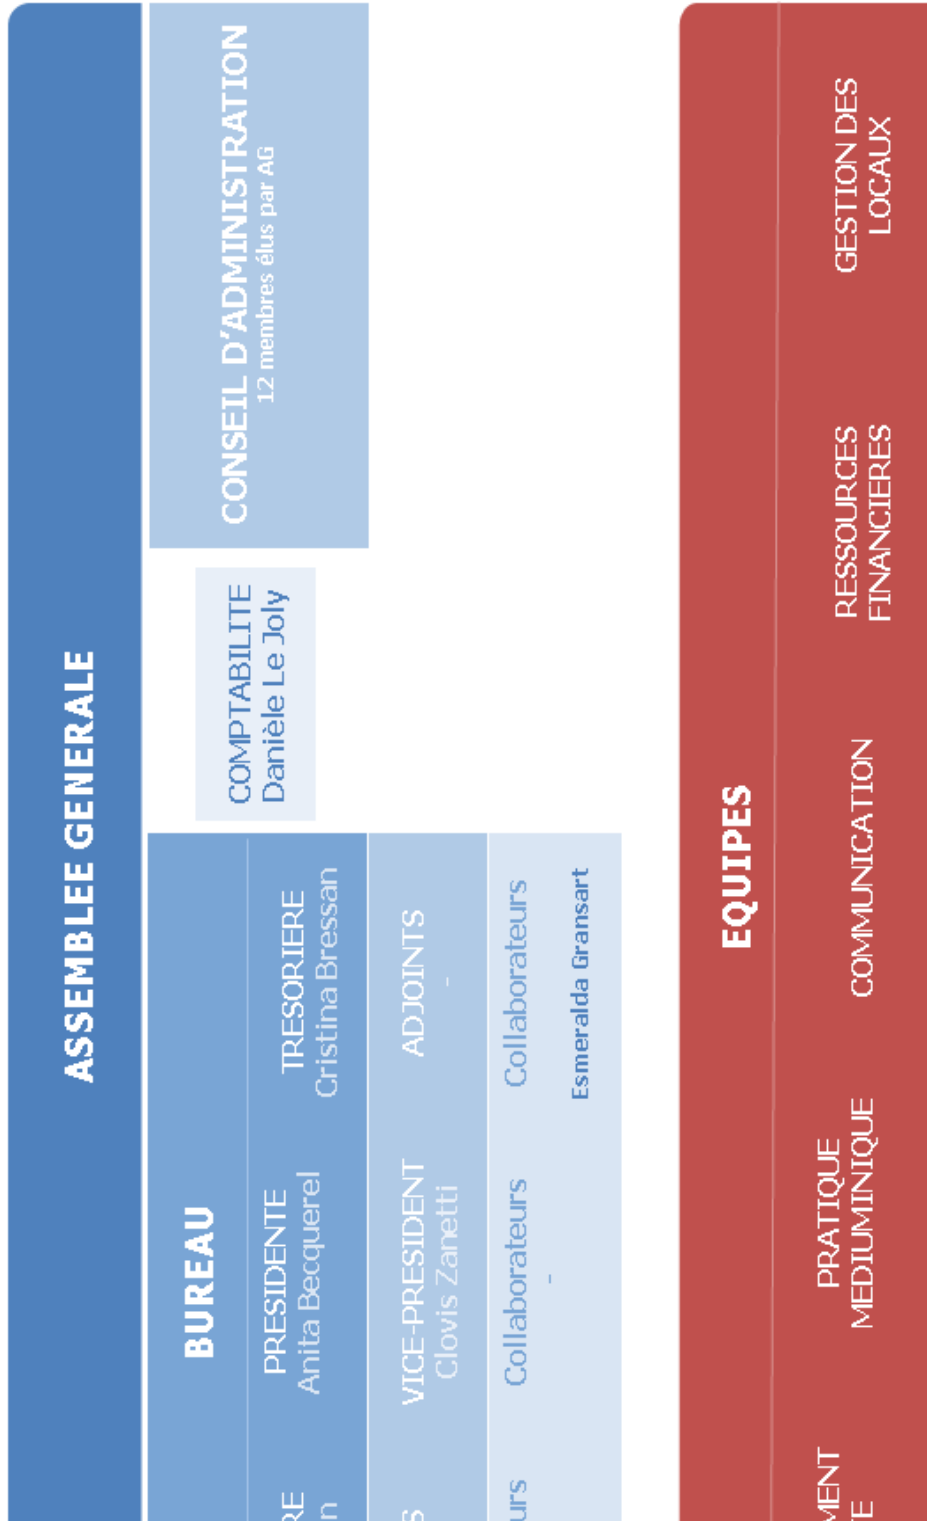 ASSEMBLEE GENERALE
BUREAU
PRESIDENTE
Anita Becquerel
TRESORIERE
Cristina Bressan
COMPTABILITE
Danièle Le Joly
CONSEIL D'ADMINISTRATION
12 membres élus par AG
VICE-PRESIDENT
Clovis Zanetti
ADJOINTS
-
Collaborateurs
-
Collaborateurs
Esmeralda Gransart
EQUIPES
PRATIQUE
MEDIUMINIQUE
COMMUNICATION
RESSOURCES
FINANCIERES
GESTION DES
LOCAUX